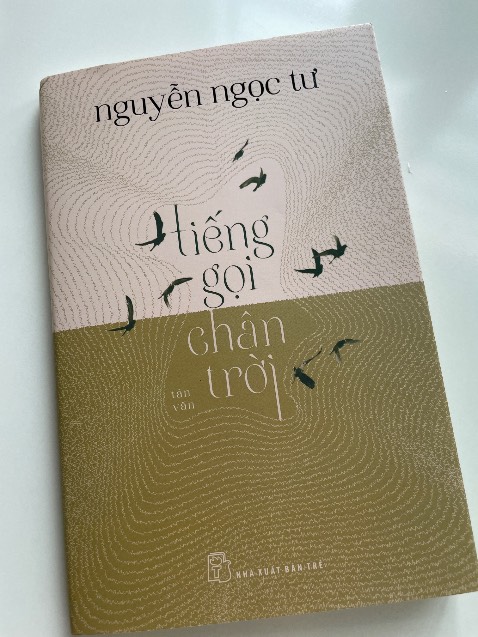 nguyễn ngọc tư
tiếng
gọi
chân
trời
tản
văn
NHÀ XUẤT BẢN TRẺ